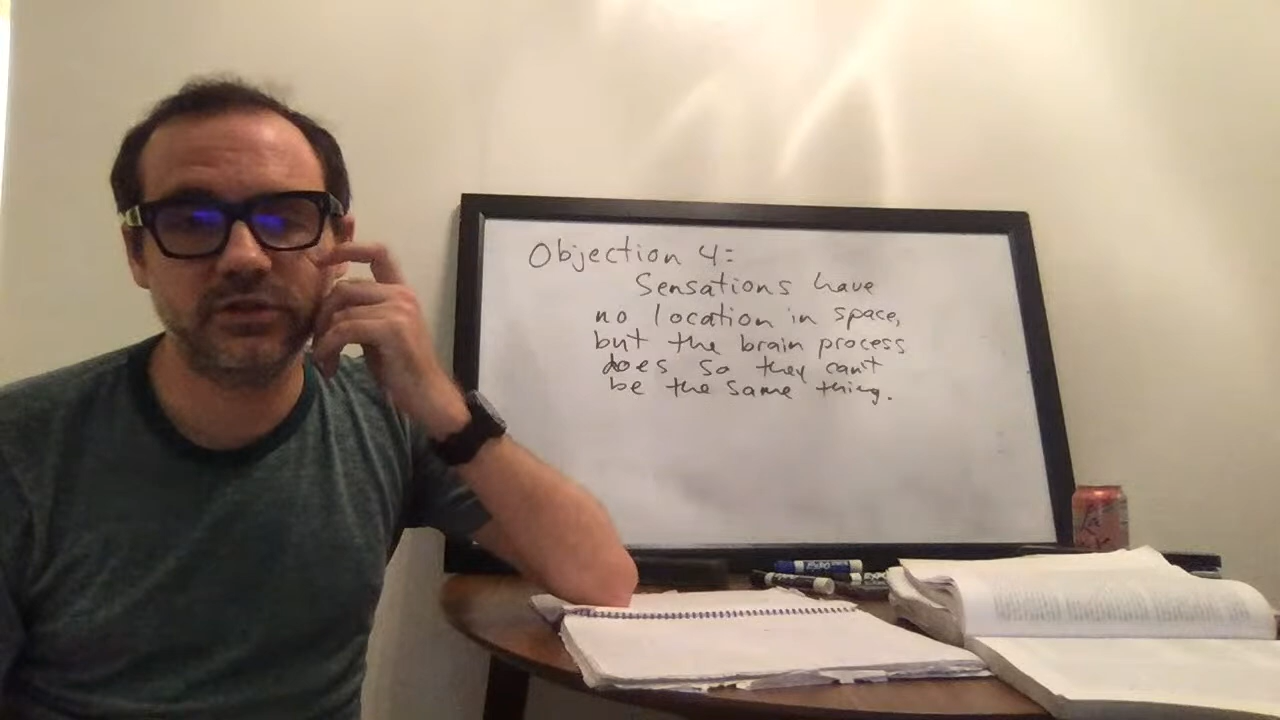 Objection 4:
Sensations have
no location in space,
but the brain process
does so they can't
be the same thing.
La